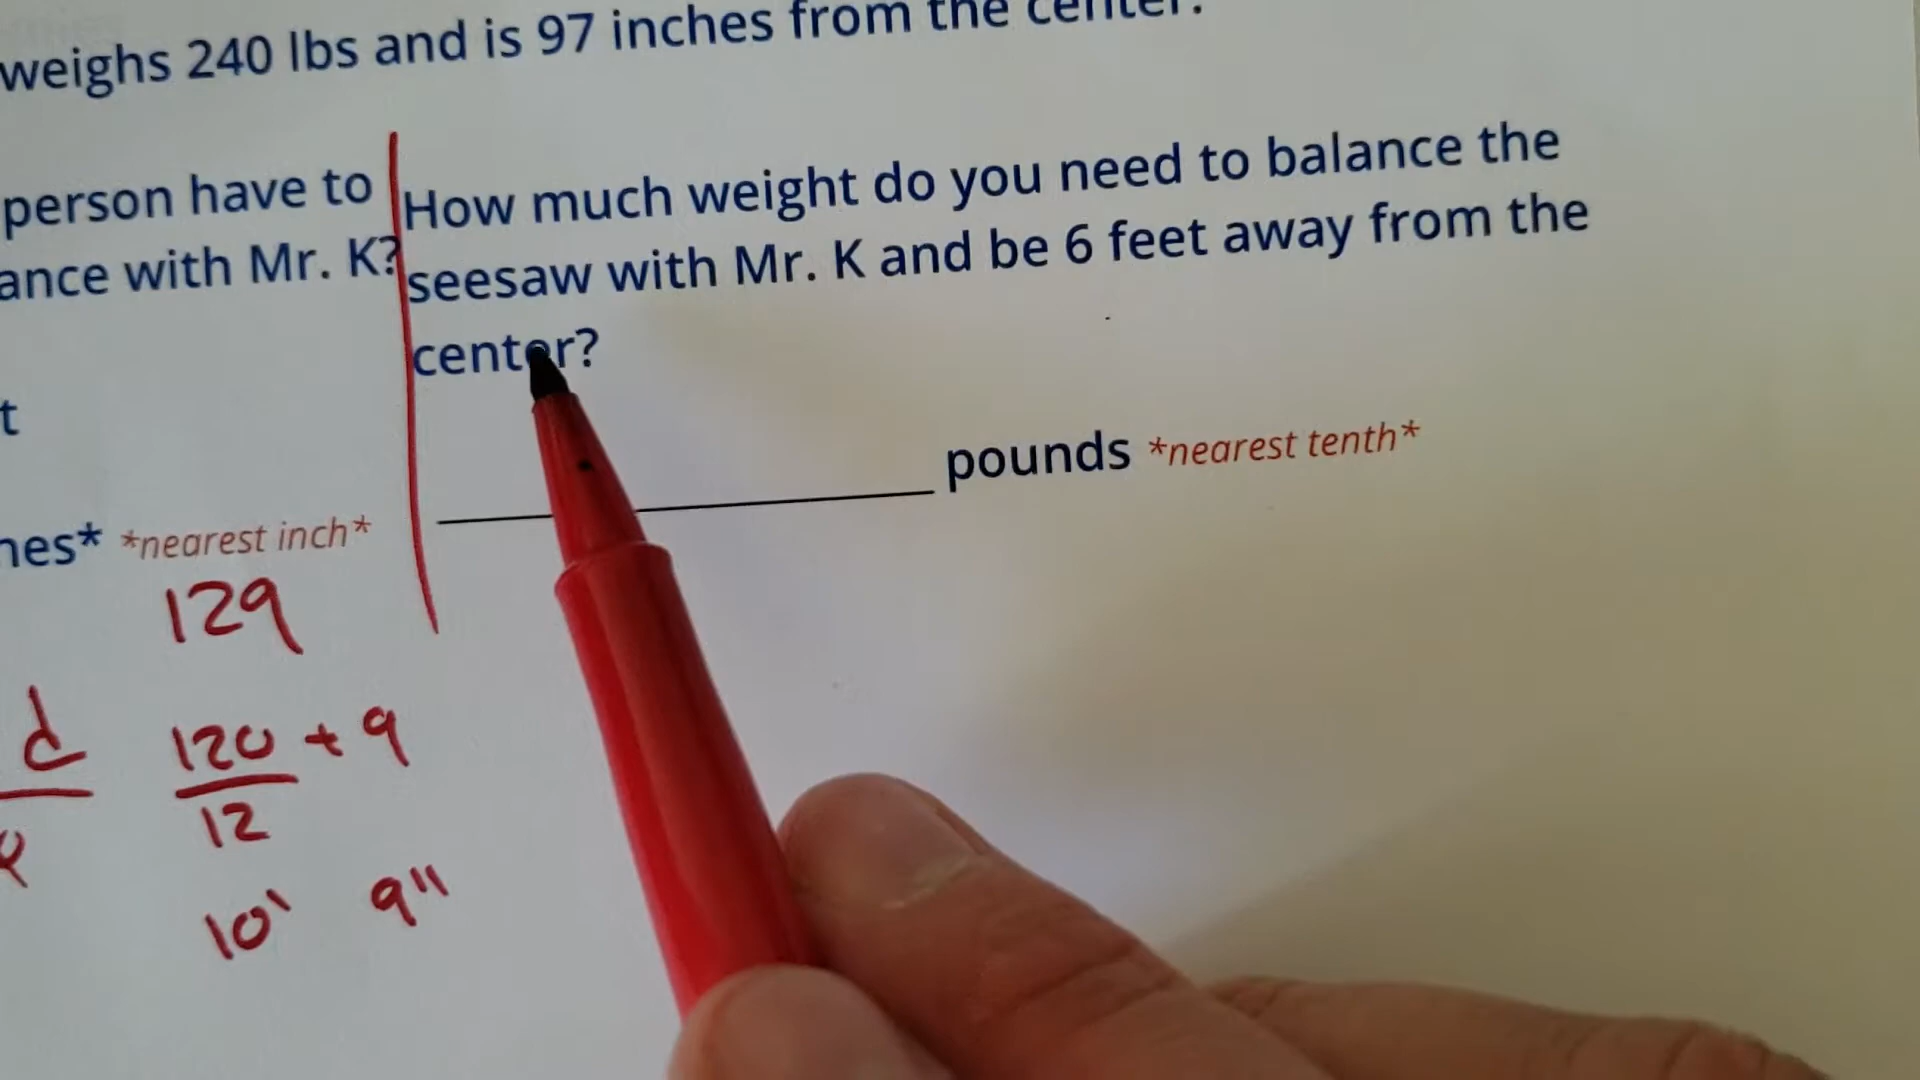 weighs 240 lbs and is 97 inches from the center.
person have to
ance with Mr. K?
t
nes* *nearest inch*
129
d
120 + 9
12
10' 9"
How much weight do you need to balance the
seesaw with Mr. K and be 6 feet away from the
center?
pounds *nearest tenth*